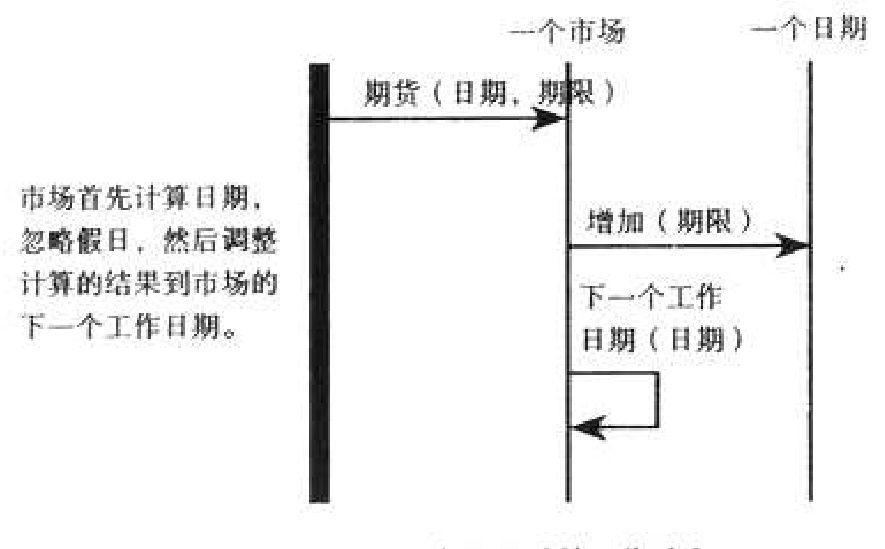 一个市场
一个日期
期货（日期，期限）
市场首先计算日期，
忽略假日，然后调整
计算的结果到市场的
下一个工作日期。
增加（期限）
下一个工作
日期（日期）